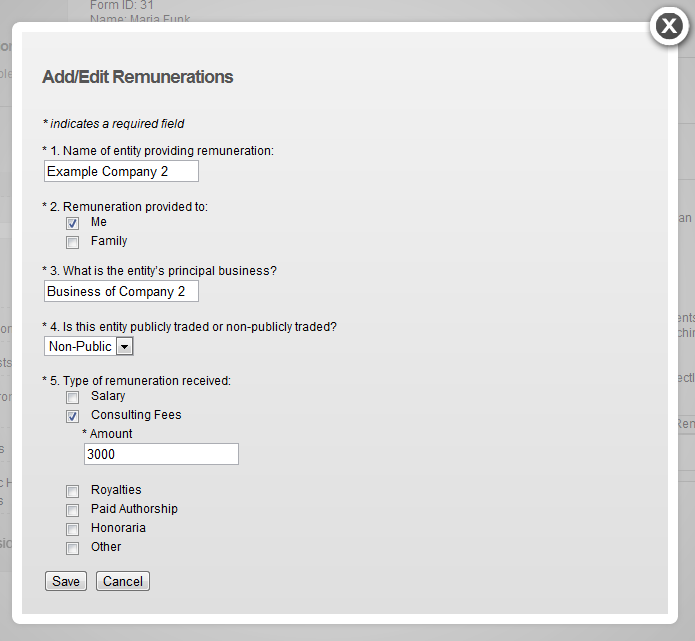 Form ID: 31
Name: Maria Funk
Add/Edit Remunerations
* indicates a required field
* 1. Name of entity providing remuneration:
Example Company 2
* 2. Remuneration provided to:
Me
Family
* 3. What is the entity's principal business?
Business of Company 2
* 4. Is this entity publicly traded or non-publicly traded?
Non-Public
* 5. Type of remuneration received:
Salary
Consulting Fees
* Amount
3000
Royalties
Paid Authorship
Honoraria
Other
Save
Cancel